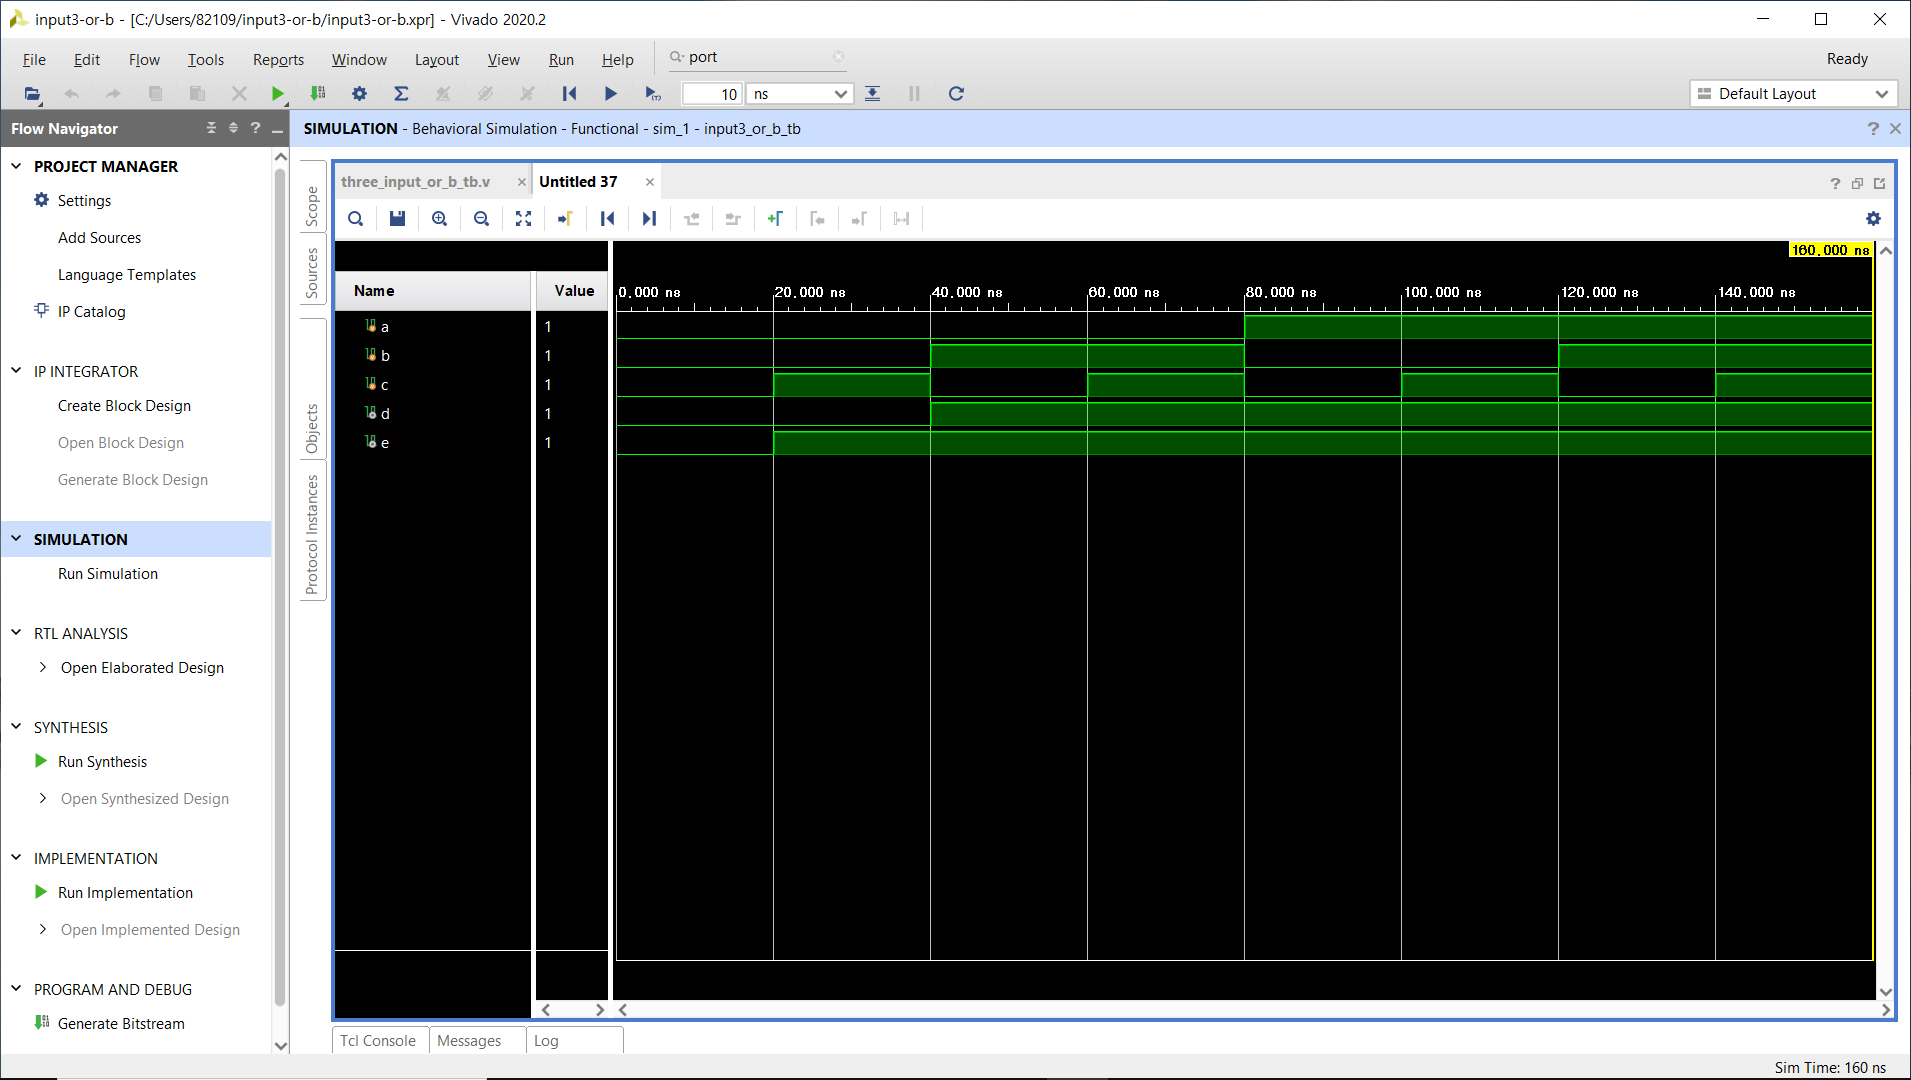 input3-or-b - [C:/Users/82109/input3-or-b/input3-or-b.xpr] - Vivado 2020.2
File Edit Flow Tools Reports Window Layout View Run Help port Ready
10 ns Default Layout
Flow Navigator
SIMULATION - Behavioral Simulation - Functional - sim_1 - input3_or_b_tb
PROJECT MANAGER
Settings
Add Sources
Language Templates
IP Catalog
IP INTEGRATOR
Create Block Design
Open Block Design
Generate Block Design
SIMULATION
Run Simulation
RTL ANALYSIS
Open Elaborated Design
SYNTHESIS
Run Synthesis
Open Synthesized Design
IMPLEMENTATION
Run Implementation
Open Implemented Design
PROGRAM AND DEBUG
Generate Bitstream
Scope
Sources
Objects
Protocol Instances
three_input_or_b_tb.v Untitled 37
160.000 ns
Name Value
0.000 ns 20.000 ns 40.000 ns 60.000 ns 80.000 ns 100.000 ns 120.000 ns 140.000 ns
a 1
b 1
c 1
d 1
e 1
Tcl Console Messages Log
Sim Time: 160 ns